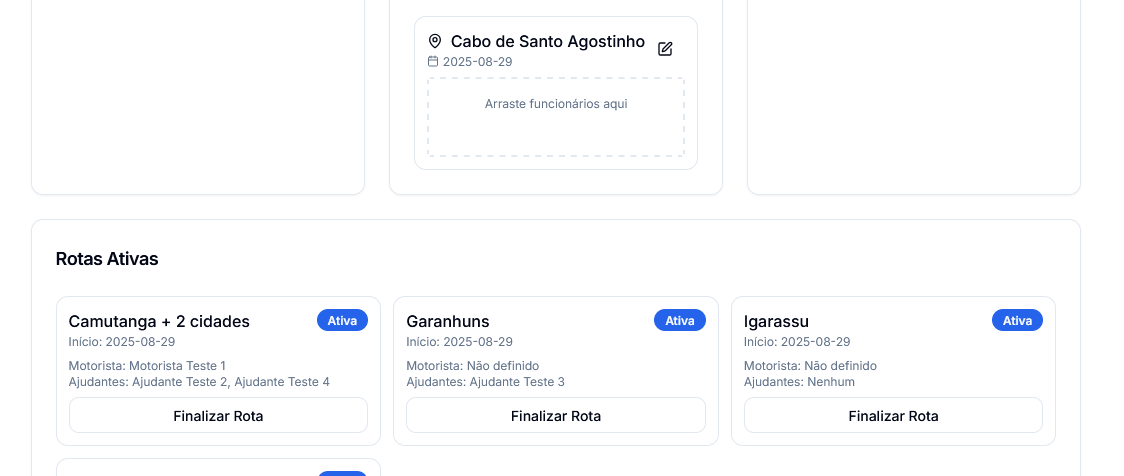 Cabo de Santo Agostinho
2025-08-29
Arraste funcionários aqui
Rotas Ativas
Camutanga + 2 cidades
Ativa
Início: 2025-08-29
Motorista: Motorista Teste 1
Ajudantes: Ajudante Teste 2, Ajudante Teste 4
Finalizar Rota
Garanhuns
Ativa
Início: 2025-08-29
Motorista: Não definido
Ajudantes: Ajudante Teste 3
Finalizar Rota
Igarassu
Ativa
Início: 2025-08-29
Motorista: Não definido
Ajudantes: Nenhum
Finalizar Rota